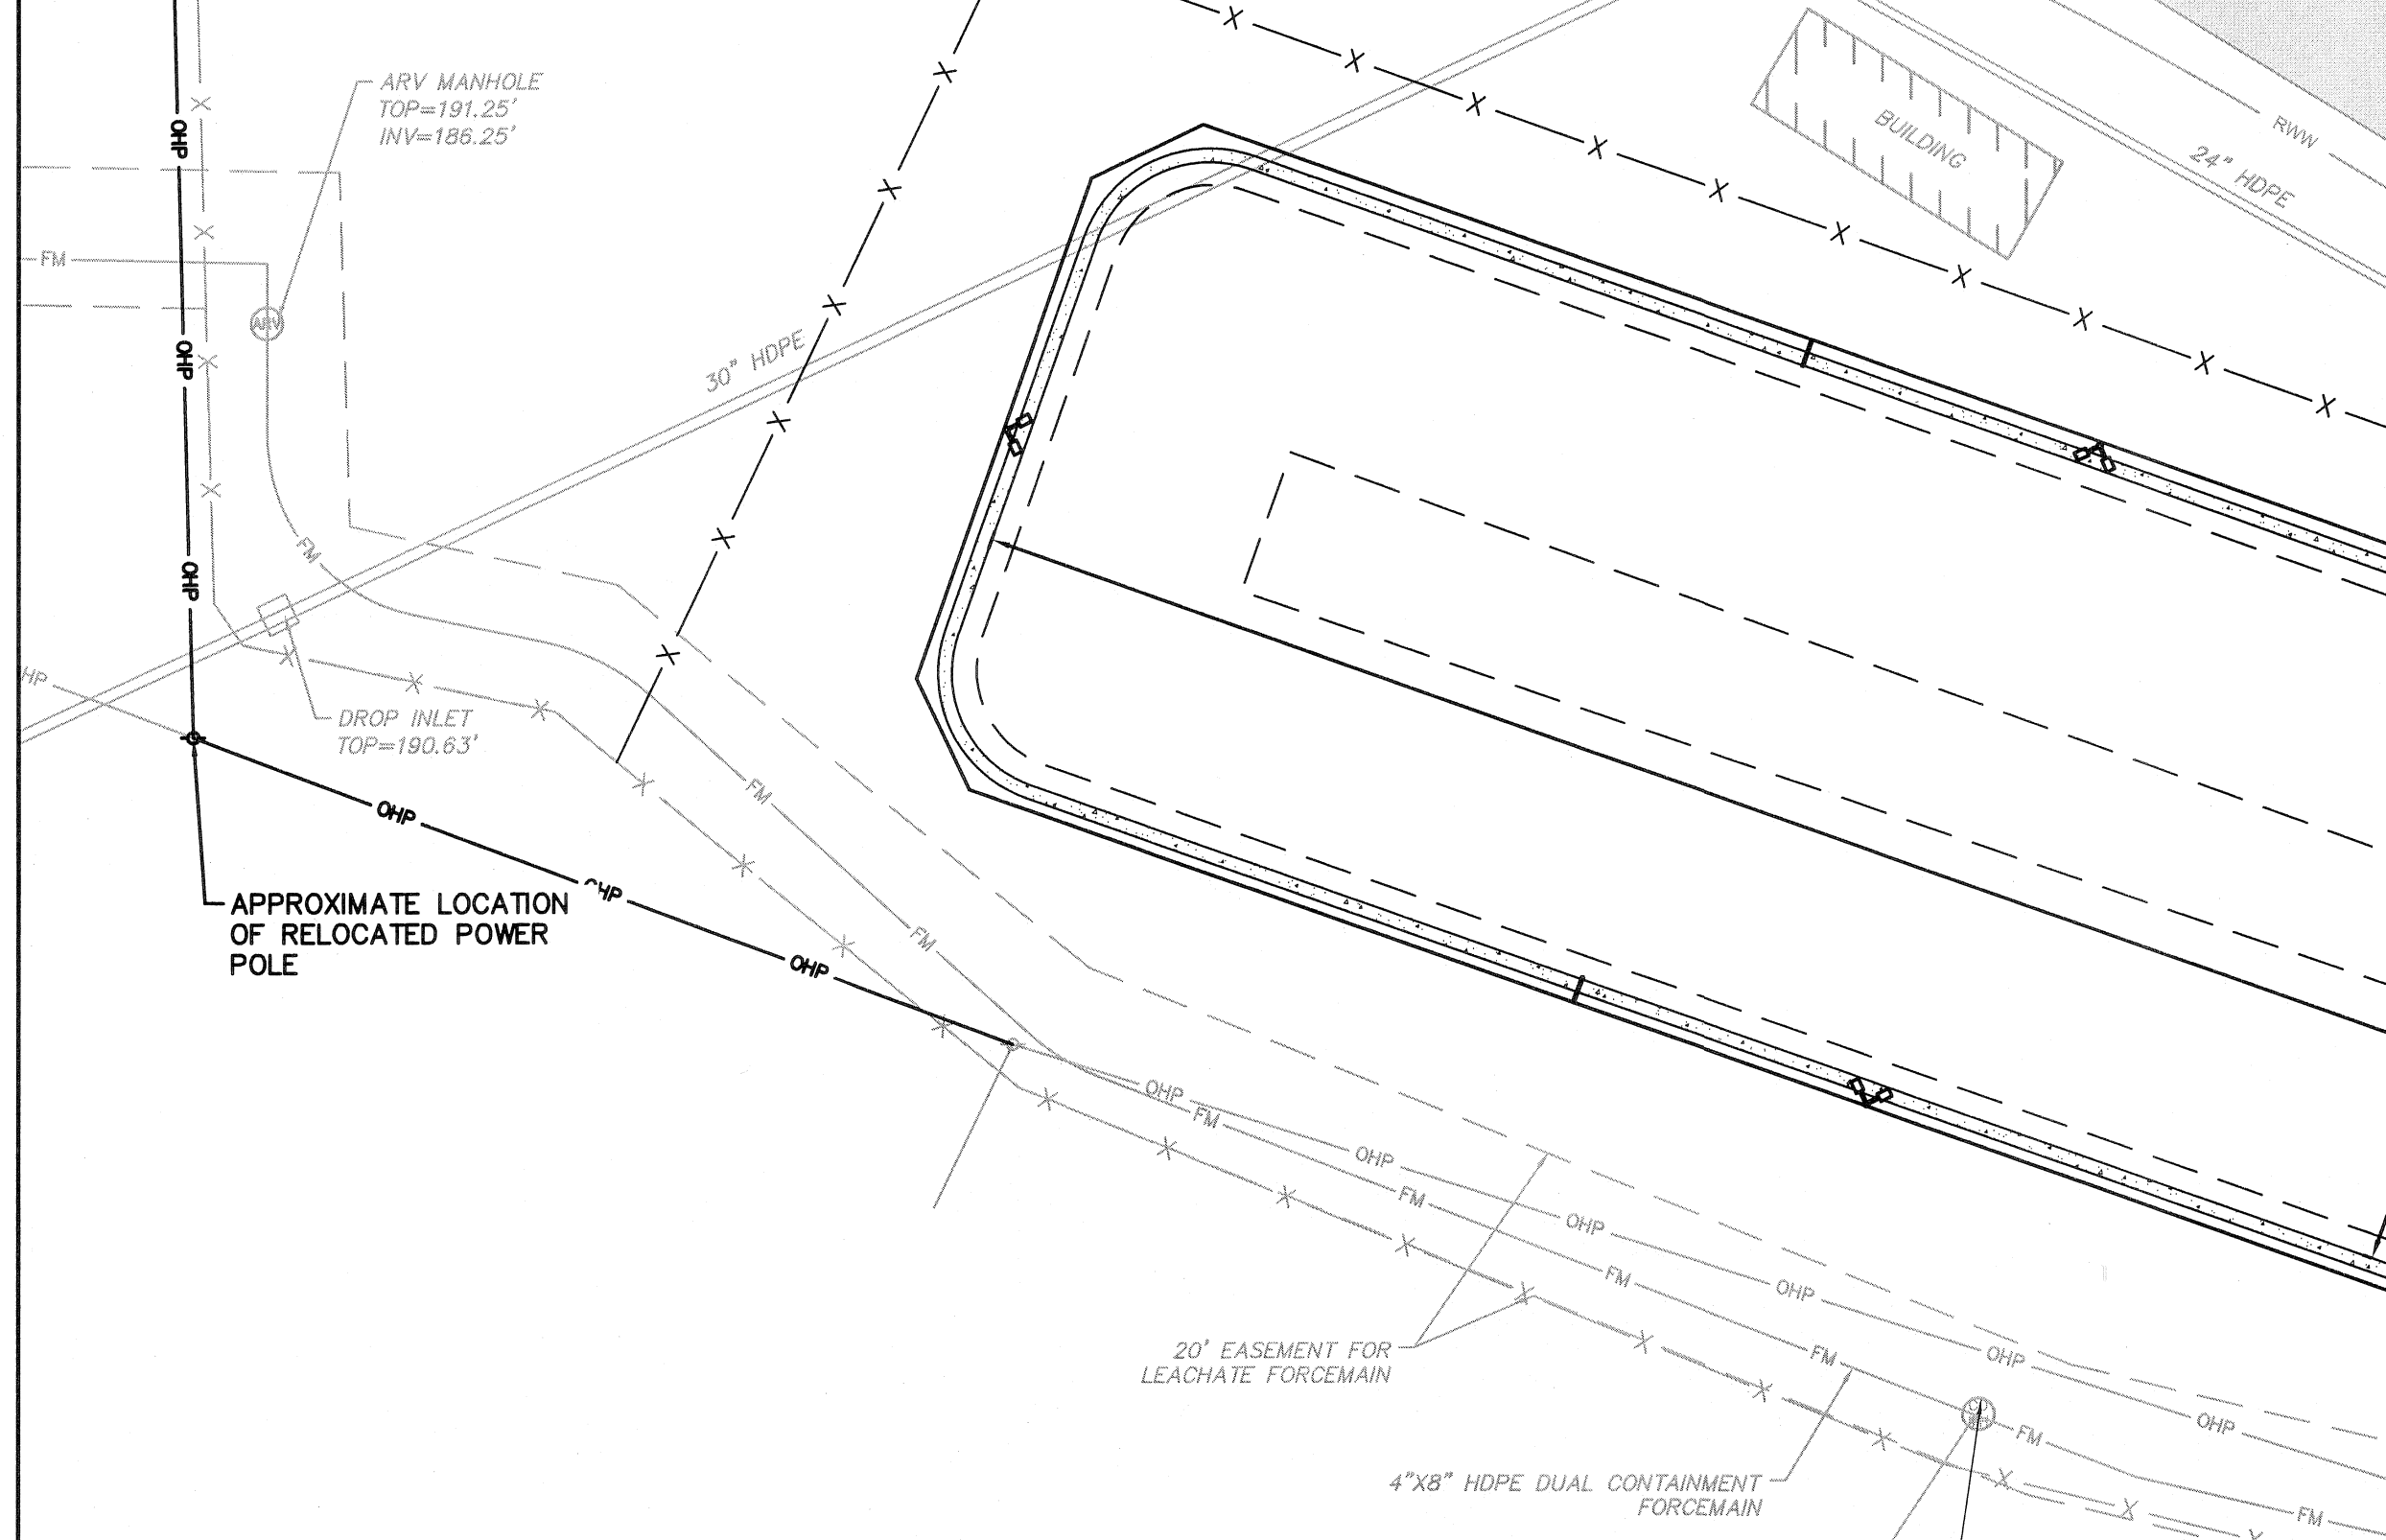 ARV MANHOLE
TOP=191.25'
INV=186.25'
BUILDING
RWW
24" HDPE
OHP
FM
ARV
OHP
30" HDPE
FM
OHP
HP
DROP INLET
TOP=190.63'
OHP
FM
OHP
APPROXIMATE LOCATION
OF RELOCATED POWER
POLE
FM
OHP
OHP
FM
OHP
FM
OHP
FM
OHP
20' EASEMENT FOR
LEACHATE FORCEMAIN
FM
OHP
OHP
FM
4"X8" HDPE DUAL CONTAINMENT
FORCEMAIN
FM